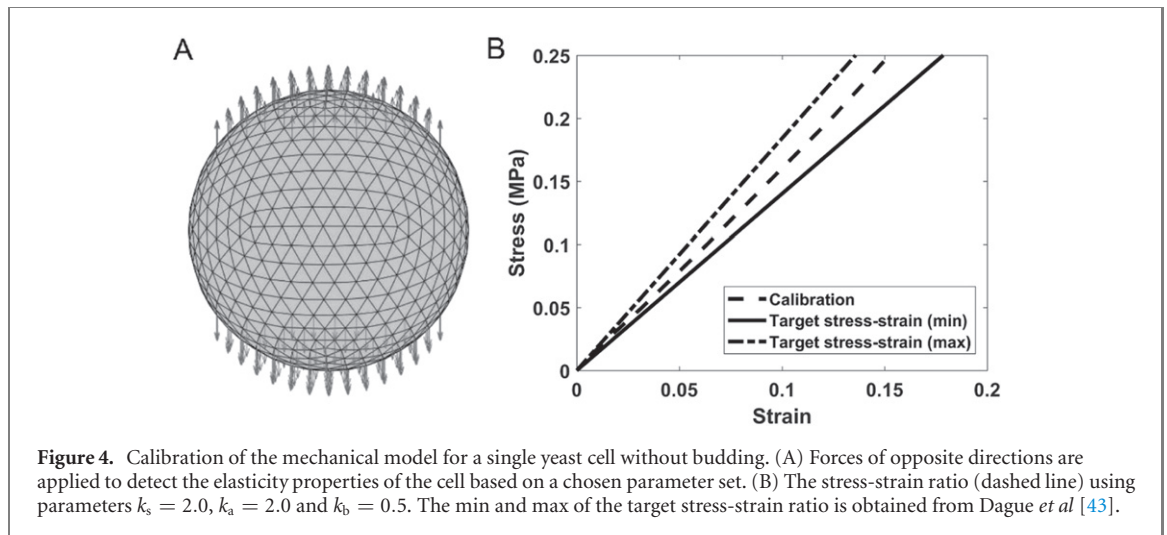 A
B
0.25
0.2
0.15
0.1
0.05
0
Stress (MPa)
Calibration
Target stress-strain (min)
Target stress-strain (max)
0
0.05
0.1
0.15
0.2
Strain
Figure 4. Calibration of the mechanical model for a single yeast cell without budding. (A) Forces of opposite directions are
applied to detect the elasticity properties of the cell based on a chosen parameter set. (B) The stress-strain ratio (dashed line) using
parameters kₛ = 2.0, kₐ = 2.0 and k_b = 0.5. The min and max of the target stress-strain ratio is obtained from Dague et al [43].